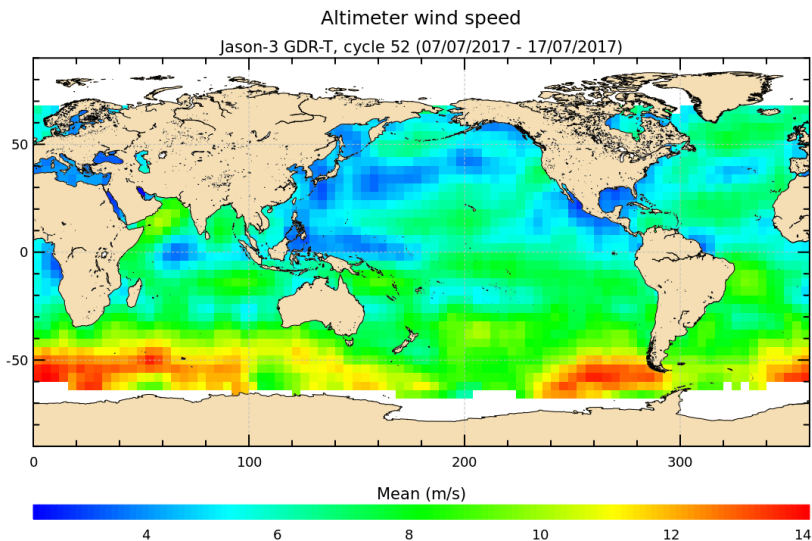 Altimeter wind speed
Jason-3 GDR-T, cycle 52 (07/07/2017 - 17/07/2017)
50
0
-50
0 100 200 300
Mean (m/s)
4 6 8 10 12 14